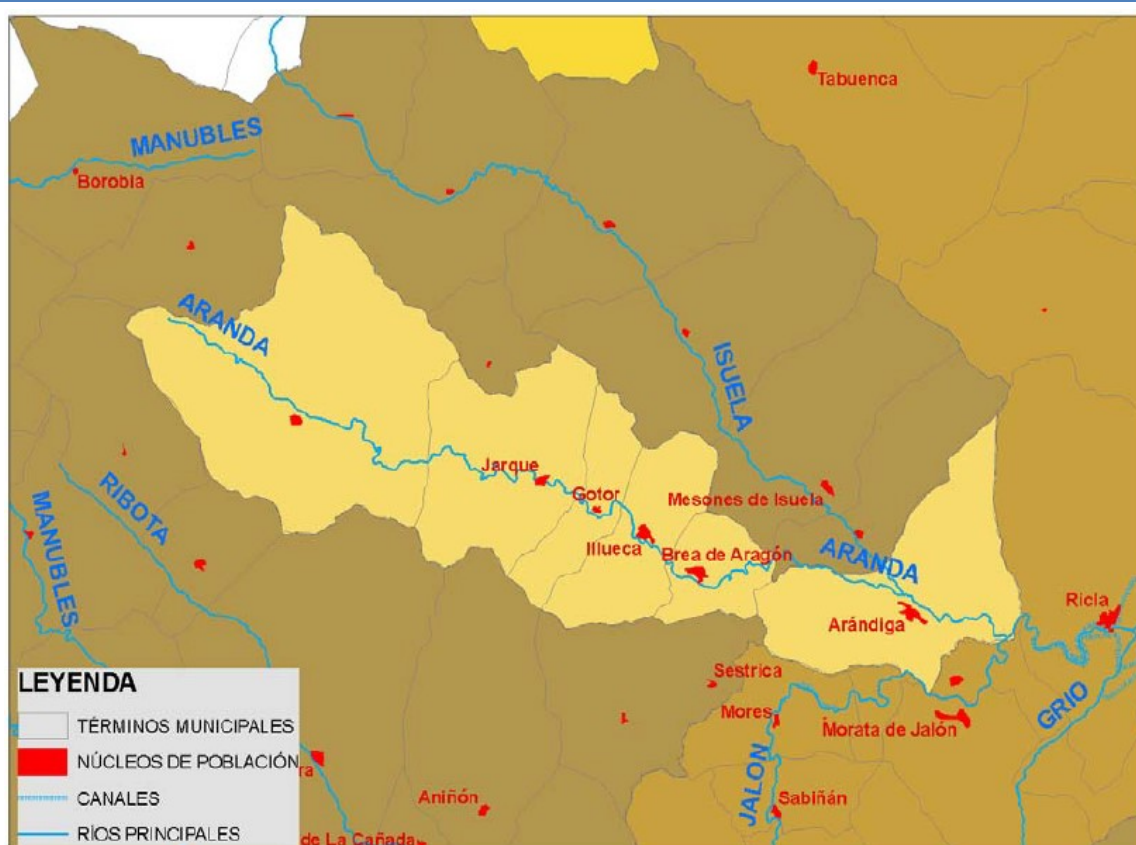 Tabuenca
MANUBLES
Borobia
ARANDA
ISUELA
Jarque
RIBOTA
Gotor
Mesones de Isuela
MANUBLES
Illueca
Brea de Aragón
ARANDA
Ricla
Arándiga
Sestrica
GRIO
Mores
Morata de Jalón
JALON
Sabiñán
Aniñón
ra
de La Cañada
LEYENDA
TÉRMINOS MUNICIPALES
NÚCLEOS DE POBLACIÓN
CANALES
RÍOS PRINCIPALES